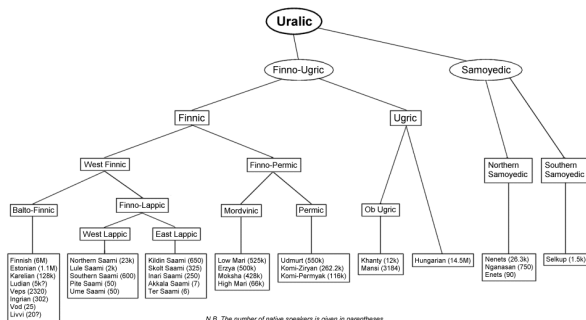 Uralic
Finno-Ugric
Samoyedic
Finnic
Ugric
West Finnic
Finno-Permic
Northern
Samoyedic
Southern
Samoyedic
Balto-Finnic
Finno-Lappic
Mordvinic
Permic
Ob Ugric
West Lappic
East Lappic
Finnish (6M)
Estonian (1.1M)
Karelian (128k)
Ludian (5k?)
Veps (2320)
Ingrian (302)
Vod (25)
Livvi (20?)
Northern Saami (23k)
Lule Saami (2k)
Southern Saami (600)
Pite Saami (50)
Ume Saami (50)
Kildin Saami (650)
Skolt Saami (325)
Inari Saami (250)
Akkala Saami (7)
Ter Saami (6)
Low Mari (525k)
Erzya (500k)
Moksha (428k)
High Mari (66k)
Udmurt (550k)
Komi-Ziryan (262.2k)
Komi-Permyak (116k)
Khanty (12k)
Mansi (3184)
Hungarian (14.5M)
Nenets (26.3k)
Nganasan (750)
Enets (90)
Selkup (1.5k)
N.B. The number of native speakers is given in parentheses